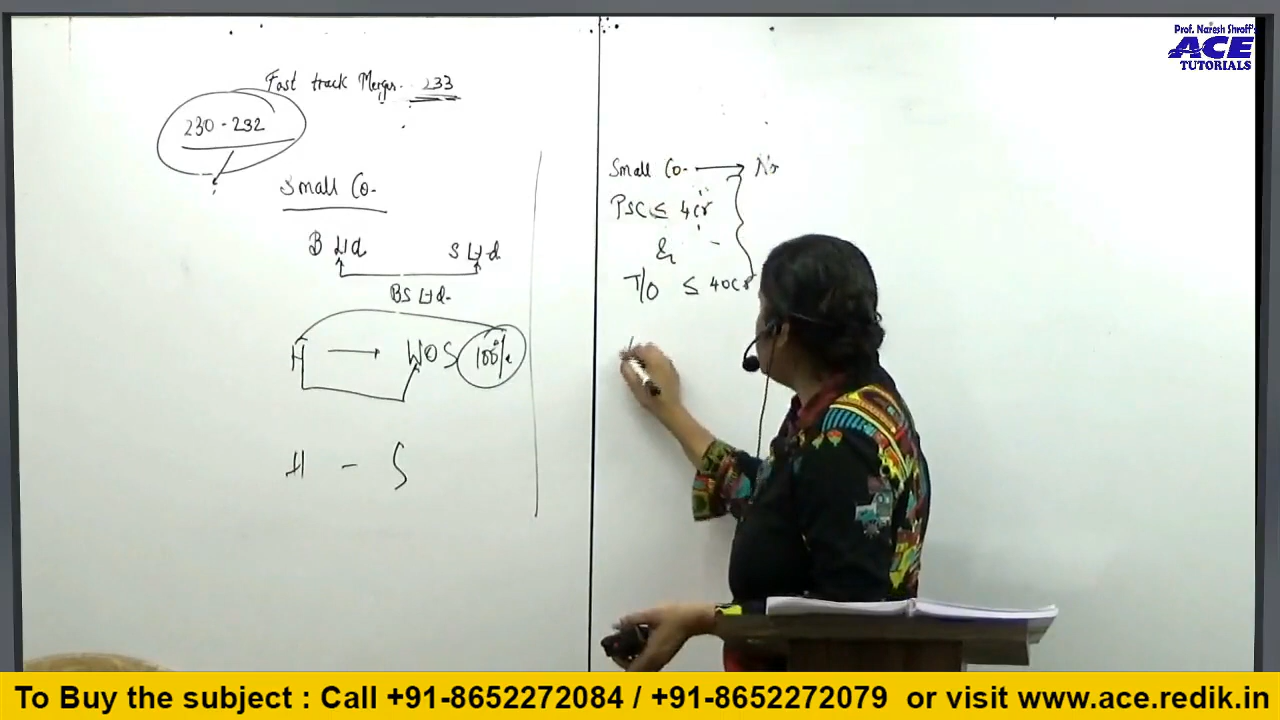 Prof. Naresh Shroff's
ACE
TUTORIALS
Fast track Merger. 233
230 - 232
Small Co.
B Ltd S Ltd.
BS Ltd.
H → WOS 100%
H - S
Small Co. →
PSC ≤ 4cr
&
T/O ≤ 40cr
To Buy the subject : Call +91-8652272084 / +91-8652272079 or visit www.ace.redik.in